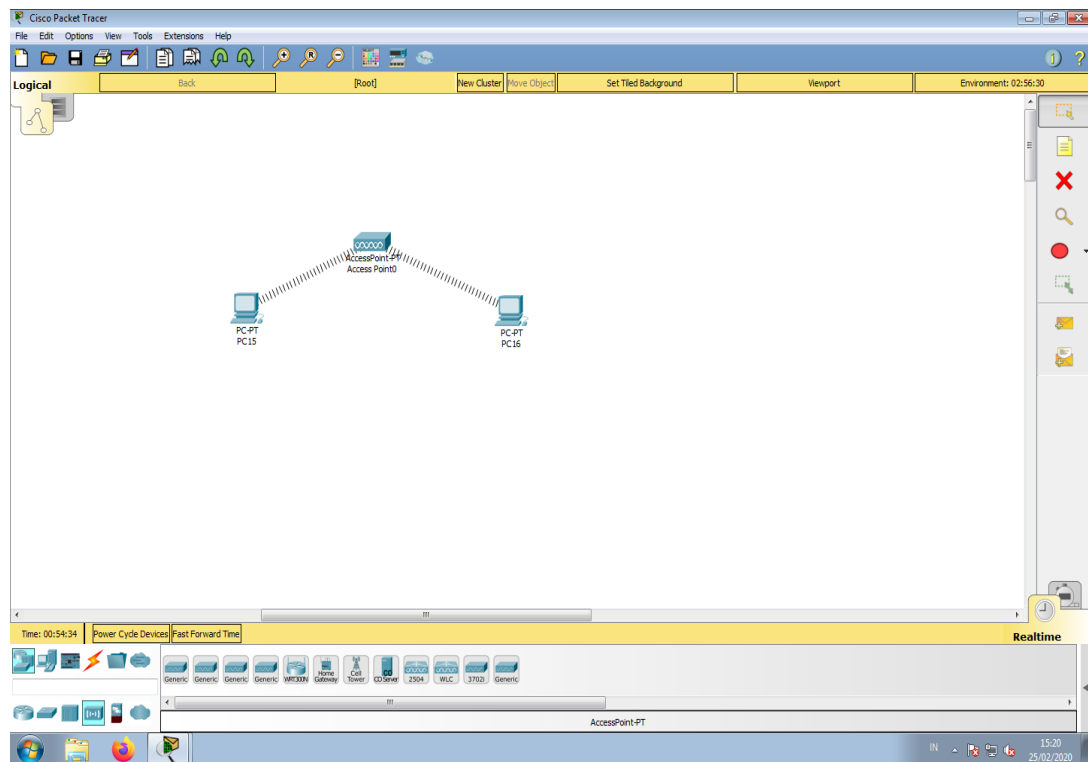 Cisco Packet Tracer
File Edit Options View Tools Extensions Help
Logical Back [Root] New Cluster Move Object Set Tiled Background Viewport Environment: 02:56:30
AccessPoint-PT
Access Point0
PC-PT
PC15
PC-PT
PC16
Time: 00:54:34 Power Cycle Devices Fast Forward Time Realtime
Generic Generic Generic Generic WRT300N Home Gateway Cell Tower CO Server 2504 WLC 3702i Generic
AccessPoint-PT
IN 15:20
25/02/2020